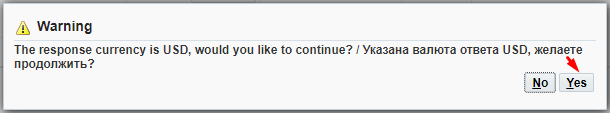 Warning
The response currency is USD, would you like to continue? / Указана валюта ответа USD, желаете
продолжить?
No Yes